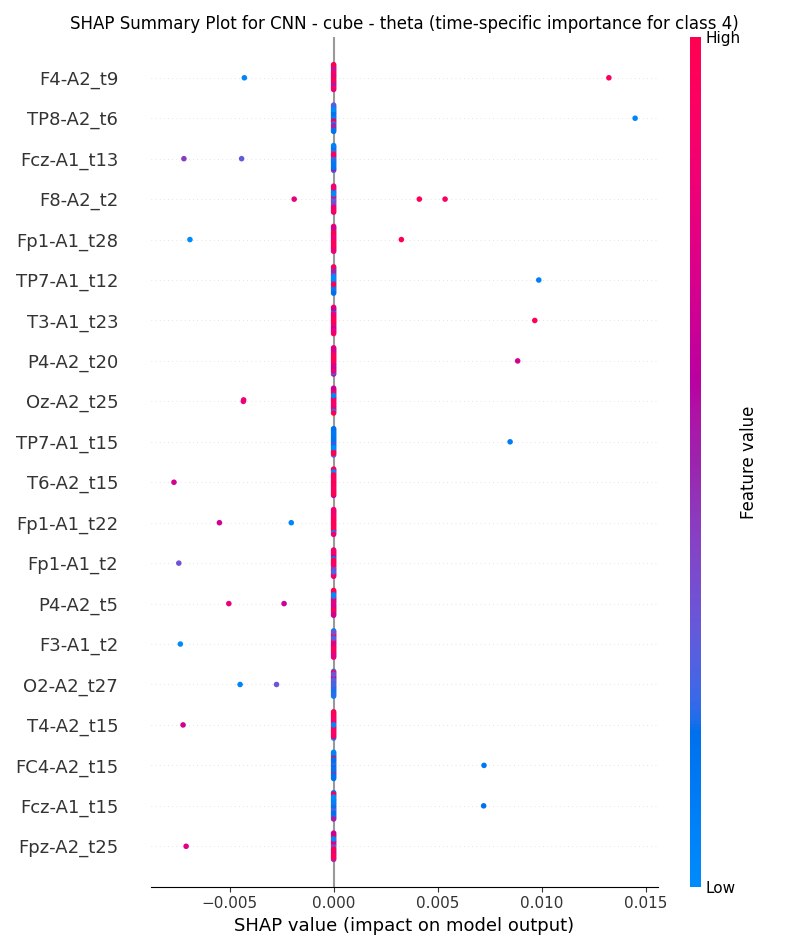 SHAP Summary Plot for CNN - cube - theta (time-specific importance for class 4)
High
F4-A2_t9
TP8-A2_t6
Fcz-A1_t13
F8-A2_t2
Fp1-A1_t28
TP7-A1_t12
T3-A1_t23
P4-A2_t20
Oz-A2_t25
TP7-A1_t15
T6-A2_t15
Fp1-A1_t22
Fp1-A1_t2
P4-A2_t5
F3-A1_t2
O2-A2_t27
T4-A2_t15
FC4-A2_t15
Fcz-A1_t15
Fpz-A2_t25
Feature value
Low
−0.005 0.000 0.005 0.010 0.015
SHAP value (impact on model output)